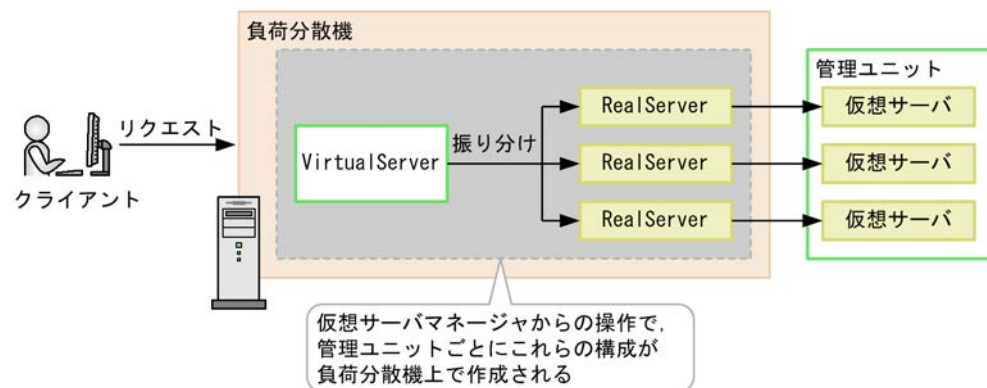 負荷分散機
管理ユニット
リクエスト
クライアント
VirtualServer
振り分け
RealServer
RealServer
RealServer
仮想サーバ
仮想サーバ
仮想サーバ
仮想サーバマネージャからの操作で,
管理ユニットごとにこれらの構成が
負荷分散機上で作成される